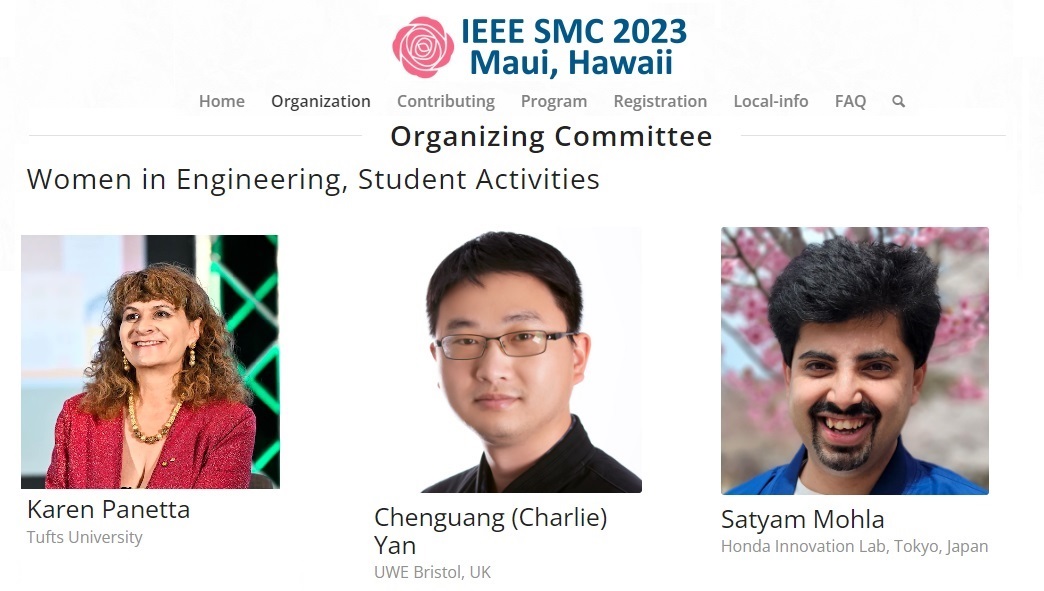 IEEE SMC 2023
Maui, Hawaii
Home Organization Contributing Program Registration Local-info FAQ
Organizing Committee
Women in Engineering, Student Activities
Karen Panetta
Tufts University
Chenguang (Charlie)
Yan
UWE Bristol, UK
Satyam Mohla
Honda Innovation Lab, Tokyo, Japan